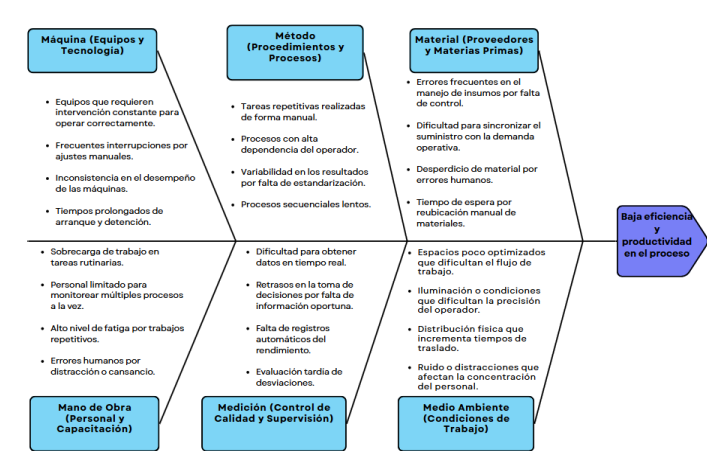 Máquina (Equipos y
Tecnología)
Método
(Procedimientos y
Procesos)
Material (Proveedores
y Materias Primas)
• Equipos que requieren
intervención constante para
operar correctamente.
• Frecuentes interrupciones por
ajustes manuales.
• Inconsistencia en el desempeño
de las máquinas.
• Tiempos prolongados de
arranque y detención.
• Tareas repetitivas realizadas
de forma manual.
• Procesos con alta
dependencia del operador.
• Variabilidad en los resultados
por falta de estandarización.
• Procesos secuenciales lentos.
• Errores frecuentes en el
manejo de insumos por falta
de control.
• Dificultad para sincronizar el
suministro con la demanda
operativa.
• Desperdicio de material por
errores humanos.
• Tiempo de espera por
reubicación manual de
materiales.
Baja eficiencia
y
productividad
en el proceso
• Sobrecarga de trabajo en
tareas rutinarias.
• Personal limitado para
monitorear múltiples procesos
a la vez.
• Alto nivel de fatiga por trabajos
repetitivos.
• Errores humanos por
distracción o cansancio.
• Dificultad para obtener
datos en tiempo real.
• Retrasos en la toma de
decisiones por falta de
información oportuna.
• Falta de registros
automáticos del
rendimiento.
• Evaluación tardía de
desviaciones.
• Espacios poco optimizados
que dificultan el flujo de
trabajo.
• Iluminación o condiciones
que dificultan la precisión
del operador.
• Distribución física que
incrementa tiempos de
traslado.
• Ruido o distracciones que
afectan la concentración
del personal.
Mano de Obra
(Personal y
Capacitación)
Medición (Control de
Calidad y Supervisión)
Medio Ambiente
(Condiciones de
Trabajo)